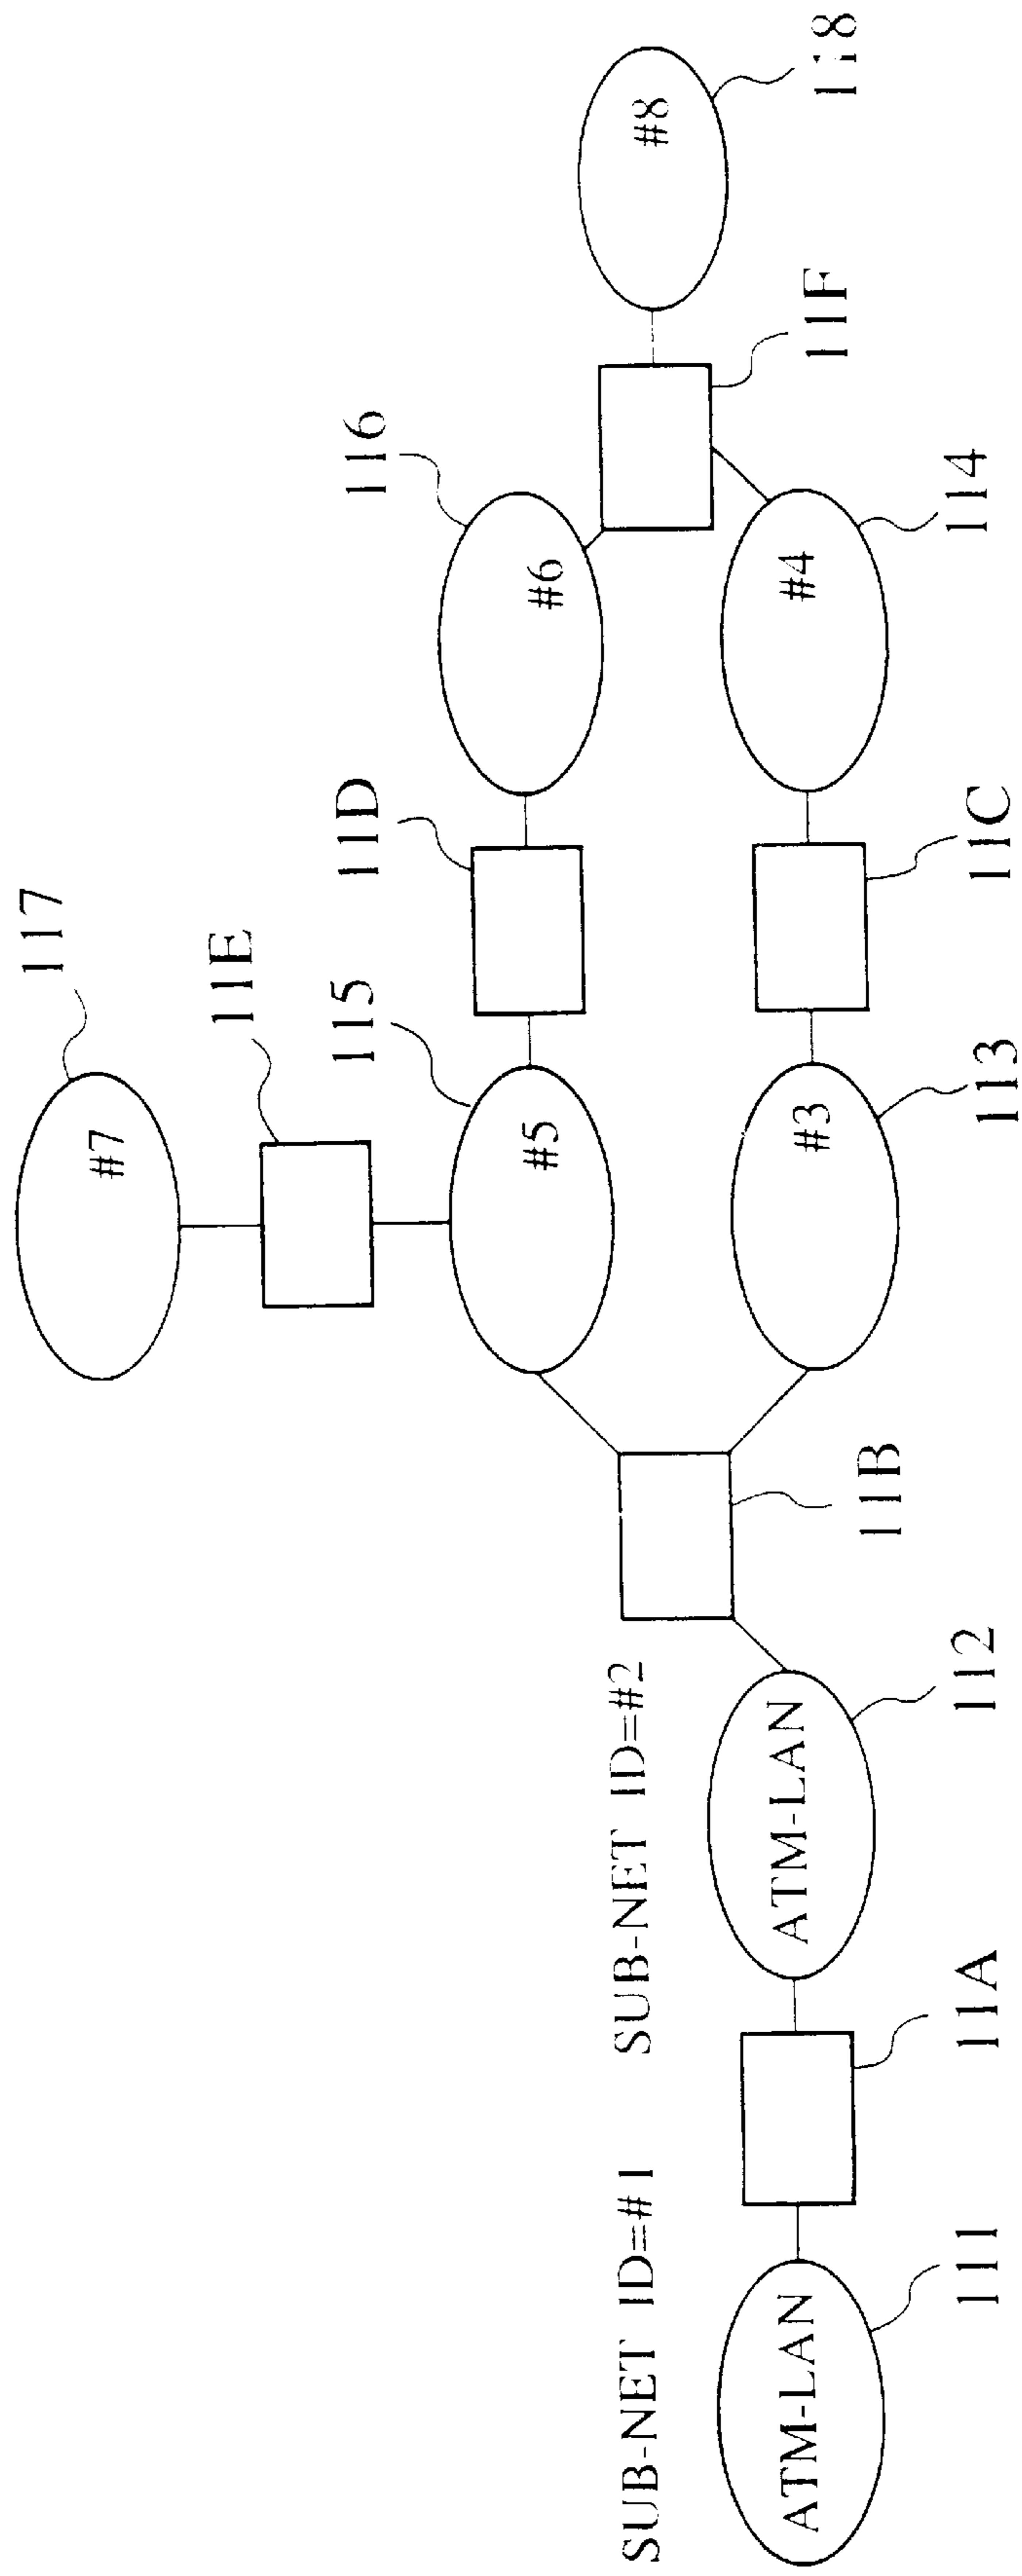 117
#7
11E
115
#5
11D
116
#6
#8
118
11F
114
#4
11C
#3
113
11B
SUB-NET ID=#1
SUB-NET ID=#2
ATM-LAN
111
11A
ATM-LAN
112